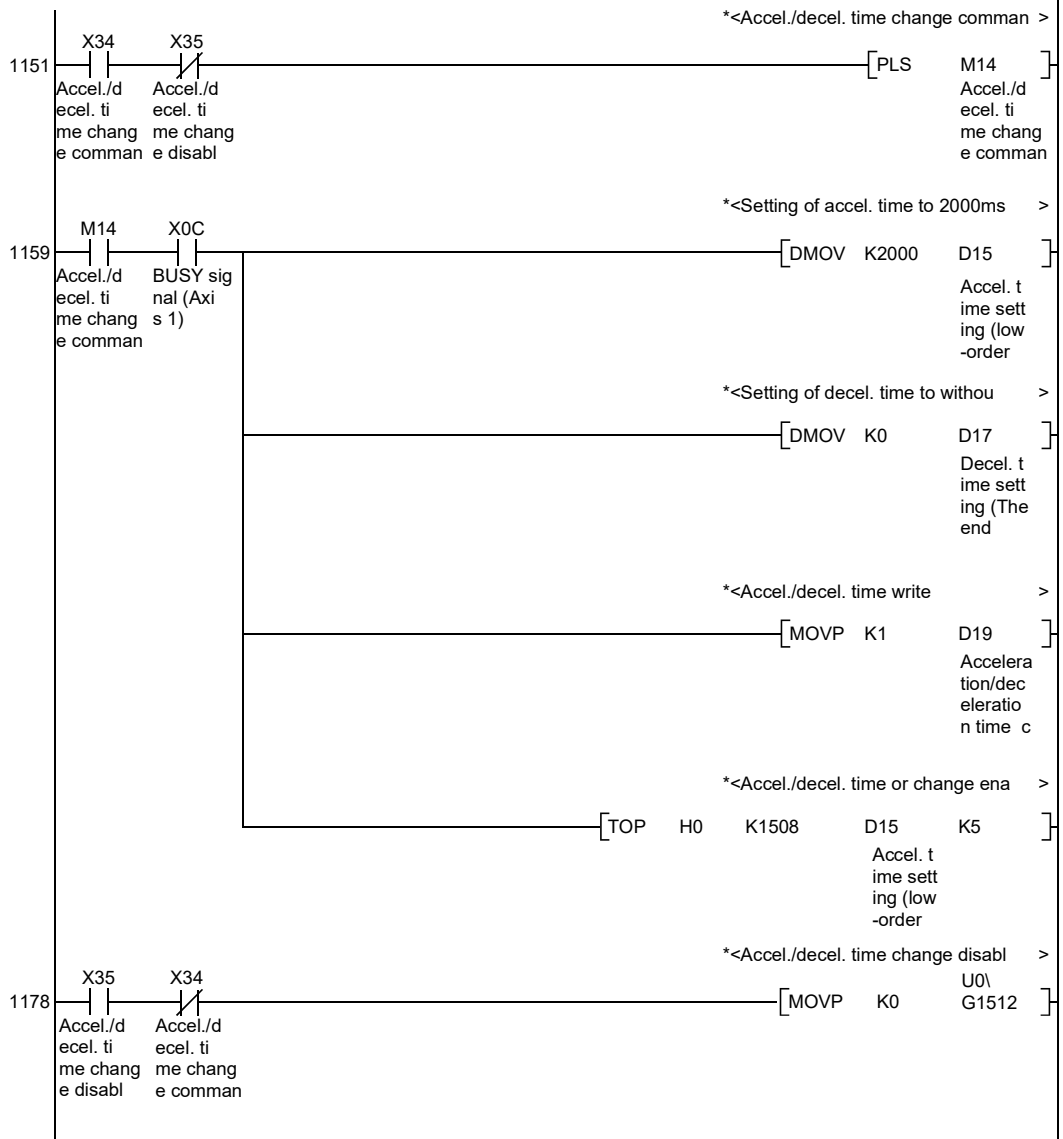 *<Accel./decel. time change comman >
X34 X35
1151 PLS M14
Accel./d Accel./d Accel./d
ecel. ti ecel. ti ecel. ti
me chang me chang me chang
e comman e disabl e comman
*<Setting of accel. time to 2000ms >
M14 X0C
1159 DMOV K2000 D15
Accel./d BUSY sig Accel. t
ecel. ti nal (Axi ime sett
me chang s 1) ing (low
e comman -order
*<Setting of decel. time to withou >
DMOV K0 D17
Decel. t
ime sett
ing (The
end
*<Accel./decel. time write >
MOVP K1 D19
Accelera
tion/dec
eleratio
n time c
*<Accel./decel. time or change ena >
TOP H0 K1508 D15 K5
Accel. t
ime sett
ing (low
-order
*<Accel./decel. time change disabl >
X35 X34 U0\
1178 MOVP K0 G1512
Accel./d Accel./d
ecel. ti ecel. ti
me chang me chang
e disabl e comman